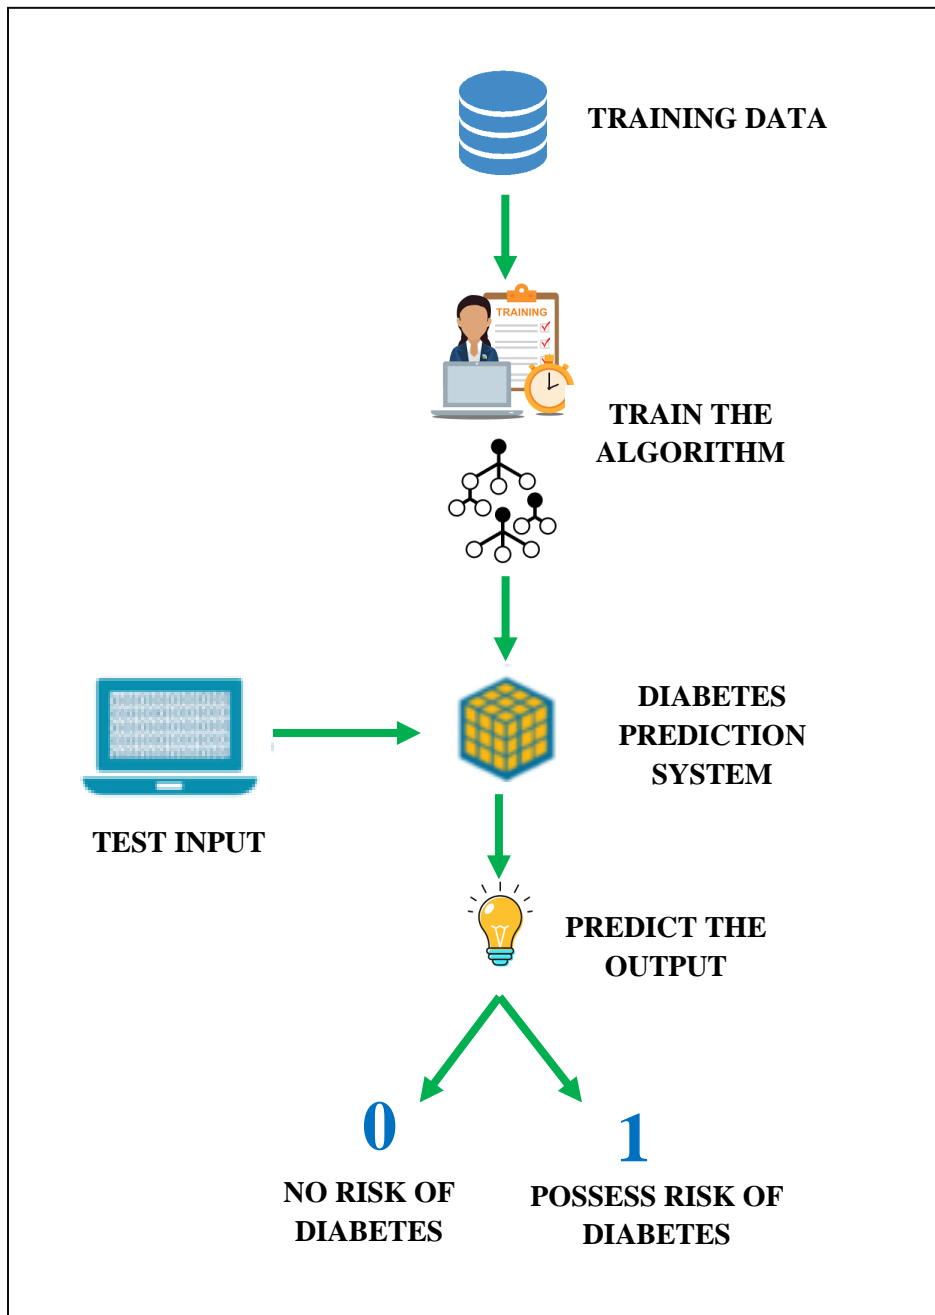 TRAINING DATA
TRAINING
TRAIN THE
ALGORITHM
DIABETES
PREDICTION
SYSTEM
TEST INPUT
PREDICT THE
OUTPUT
0
1
NO RISK OF
DIABETES
POSSESS RISK OF
DIABETES